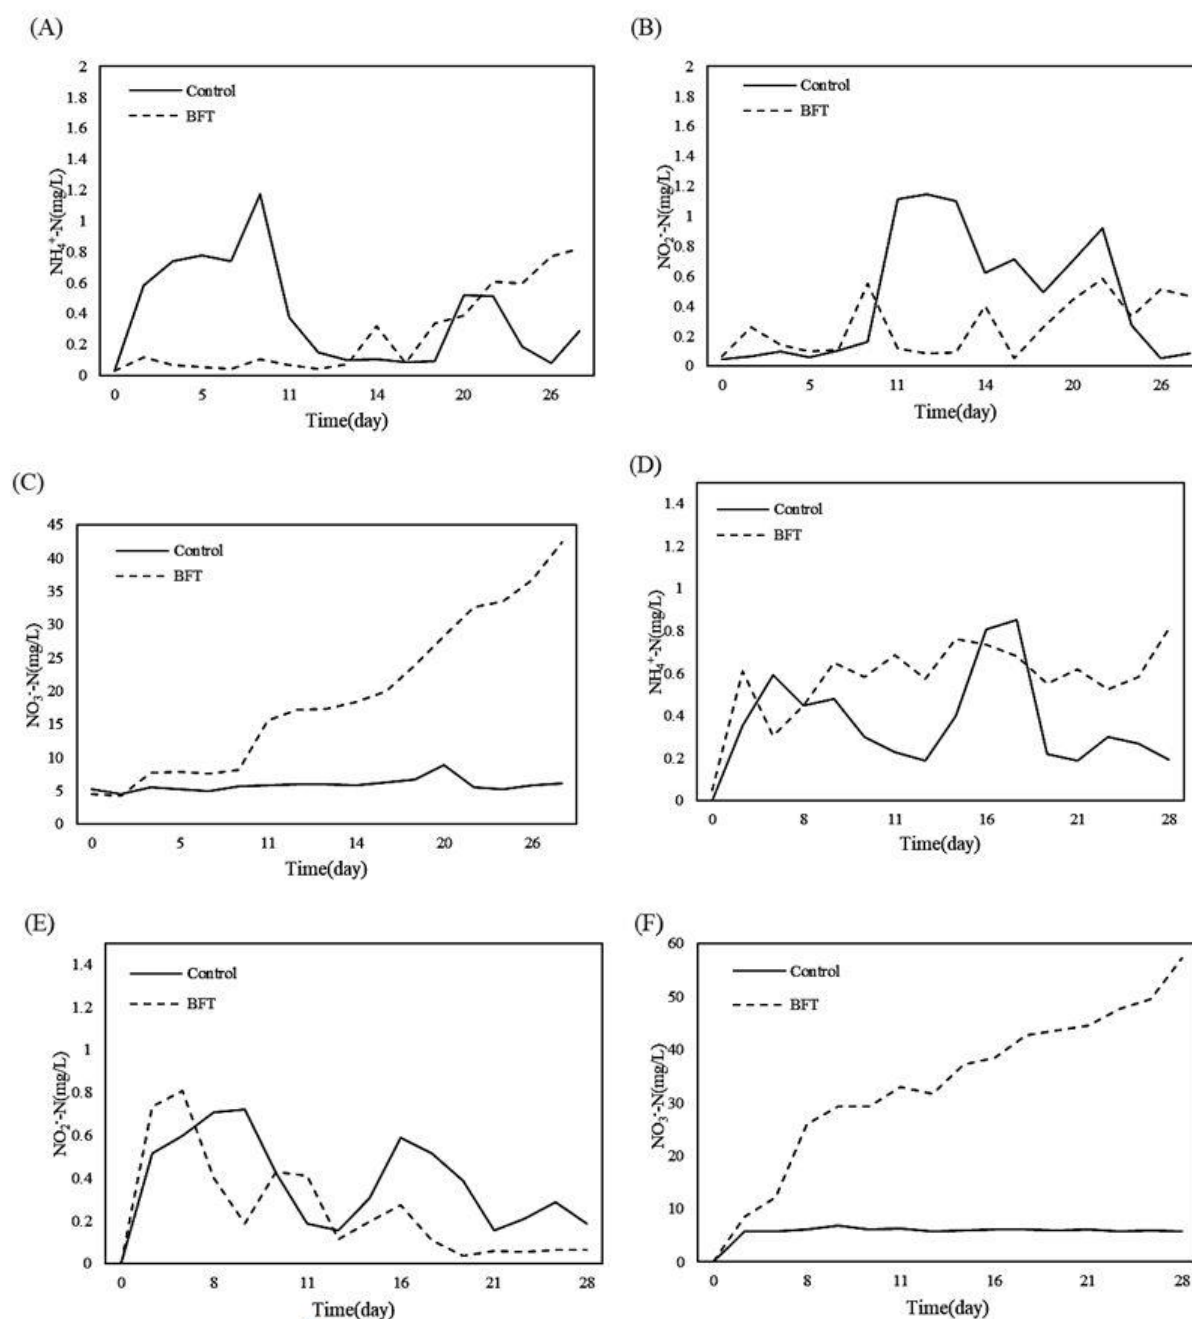 (A)
2
1.8
1.6
1.4
1.2
1
0.8
0.6
0.4
0.2
0
NH₄⁺-N(mg/L)
Control
BFT
0 5 11 14 20 26
Time(day)
(B)
2
1.8
1.6
1.4
1.2
1
0.8
0.6
0.4
0.2
0
NO₂⁻-N(mg/L)
Control
BFT
0 5 11 14 20 26
Time(day)
(C)
45
40
35
30
25
20
15
10
5
0
NO₃⁻-N(mg/L)
Control
BFT
0 5 11 14 20 26
Time(day)
(D)
1.4
1.2
1
0.8
0.6
0.4
0.2
0
NH₄⁺-N(mg/L)
Control
BFT
0 8 16 21 28
Time(day)
(E)
1.4
1.2
1
0.8
0.6
0.4
0.2
0
NO₂⁻-N(mg/L)
Control
BFT
0 8 11 16 21 28
Time(day)
(F)
60
50
40
30
20
10
0
NO₃⁻-N(mg/L)
Control
BFT
0 8 11 16 21 28
Time(day)